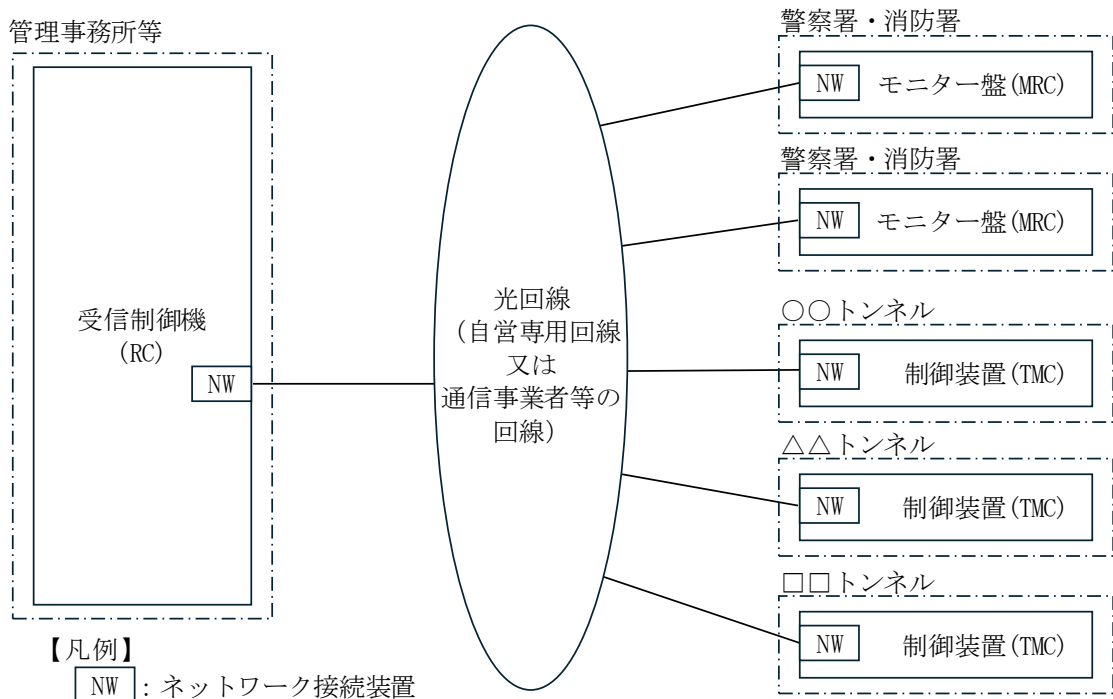 管理事務所等
受信制御機
(RC)
NW
光回線
(自営専用回線
又は
通信事業者等の
回線)
警察署・消防署
NW モニター盤(MRC)
警察署・消防署
NW モニター盤(MRC)
○○トンネル
NW 制御装置(TMC)
△△トンネル
NW 制御装置(TMC)
□□トンネル
NW 制御装置(TMC)
【凡例】
NW : ネットワーク接続装置